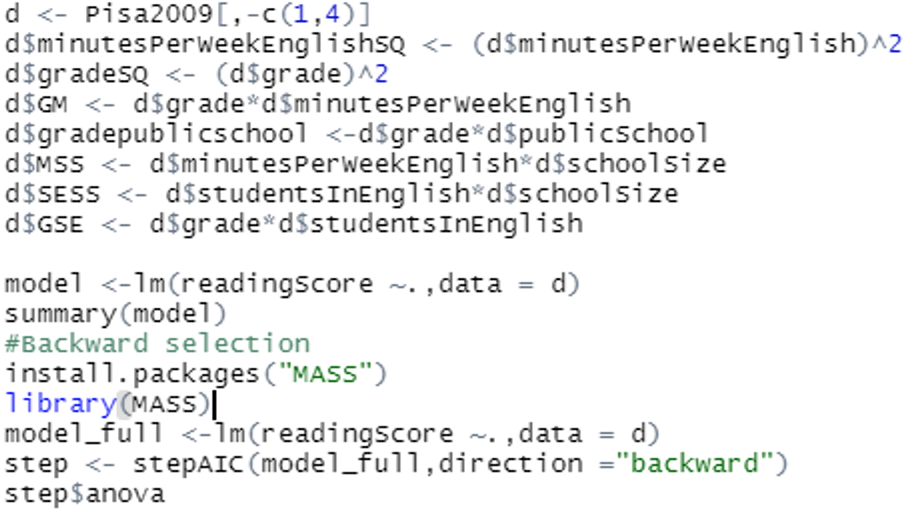 d <- Pisa2009[,-c(1,4)]
d$minutesPerWeekEnglishSQ <- (d$minutesPerWeekEnglish)^2
d$gradeSQ <- (d$grade)^2
d$GM <- d$grade*d$minutesPerWeekEnglish
d$gradepublicschool <-d$grade*d$publicSchool
d$MSS <- d$minutesPerWeekEnglish*d$schoolSize
d$SESS <- d$studentsInEnglish*d$schoolSize
d$GSE <- d$grade*d$studentsInEnglish

model <-lm(readingScore ~.,data = d)
summary(model)
#Backward selection
install.packages("MASS")
library(MASS)
model_full <-lm(readingScore ~.,data = d)
step <- stepAIC(model_full,direction ="backward")
step$anova